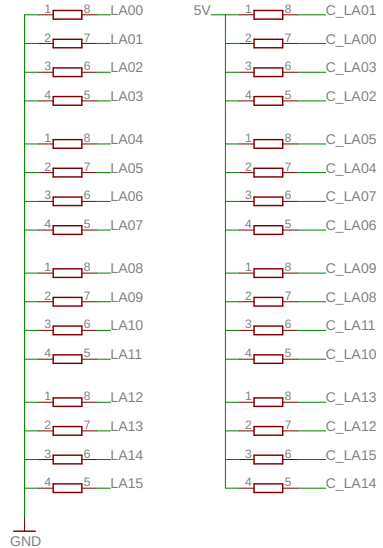 1 8 LA00 5V 1 8 C_LA01
2 7 LA01 2 7 C_LA00
3 6 LA02 3 6 C_LA03
4 5 LA03 4 5 C_LA02
1 8 LA04 1 8 C_LA05
2 7 LA05 2 7 C_LA04
3 6 LA06 3 6 C_LA07
4 5 LA07 4 5 C_LA06
1 8 LA08 1 8 C_LA09
2 7 LA09 2 7 C_LA08
3 6 LA10 3 6 C_LA11
4 5 LA11 4 5 C_LA10
1 8 LA12 1 8 C_LA13
2 7 LA13 2 7 C_LA12
3 6 LA14 3 6 C_LA15
4 5 LA15 4 5 C_LA14
GND